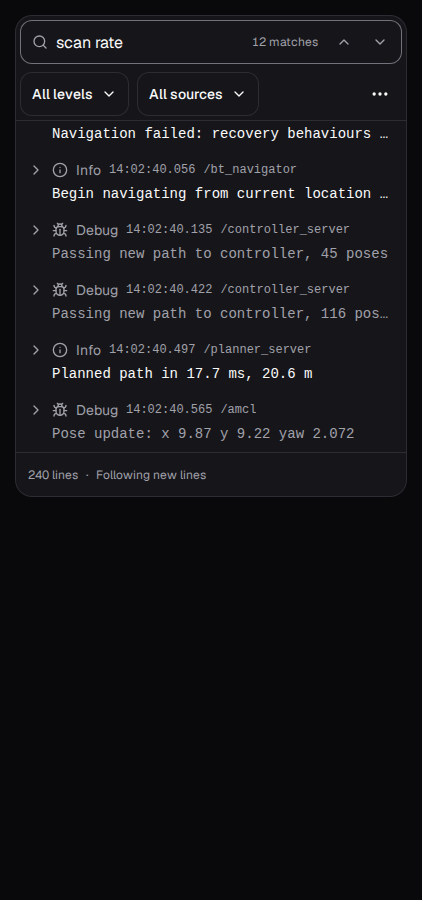 scan rate 12 matches
All levels All sources
Navigation failed: recovery behaviours …
Info 14:02:40.056 /bt_navigator
Begin navigating from current location …
Debug 14:02:40.135 /controller_server
Passing new path to controller, 45 poses
Debug 14:02:40.422 /controller_server
Passing new path to controller, 116 pos…
Info 14:02:40.497 /planner_server
Planned path in 17.7 ms, 20.6 m
Debug 14:02:40.565 /amcl
Pose update: x 9.87 y 9.22 yaw 2.072
240 lines · Following new lines